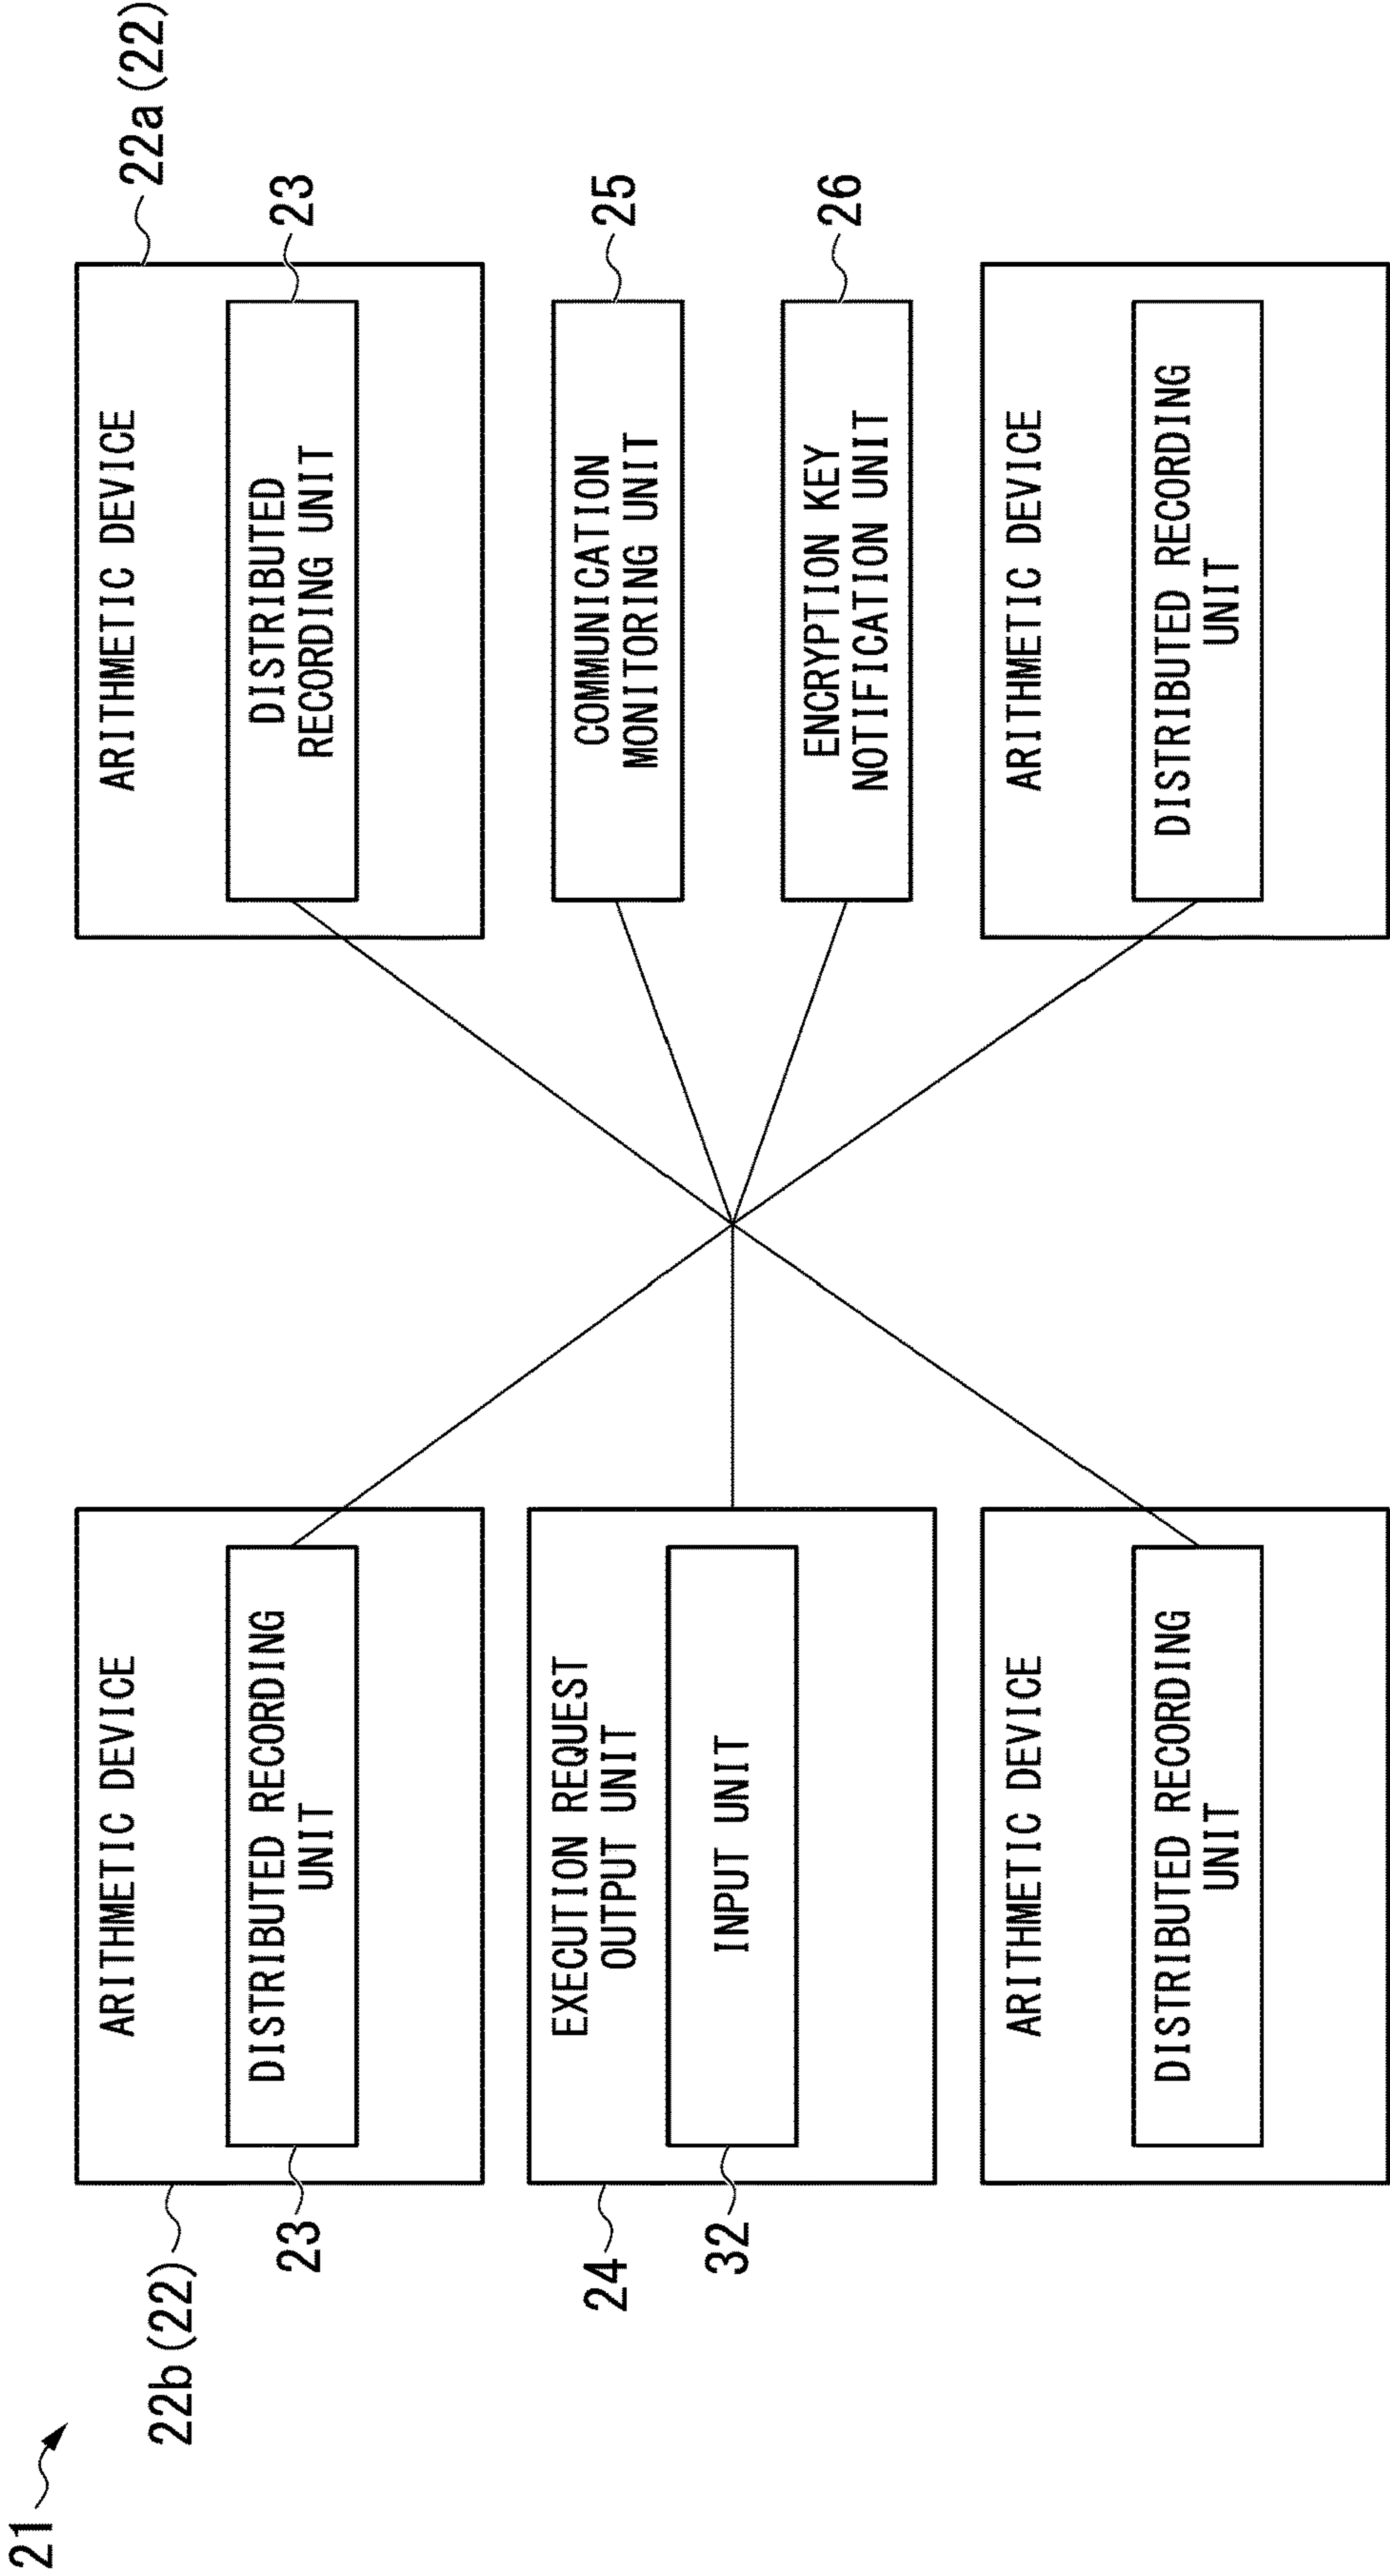 21
22b(22)
ARITHMETIC DEVICE
DISTRIBUTED RECORDING
UNIT
23
24
EXECUTION REQUEST
OUTPUT UNIT
INPUT UNIT
32
ARITHMETIC DEVICE
DISTRIBUTED RECORDING
UNIT
22a(22)
ARITHMETIC DEVICE
DISTRIBUTED
RECORDING UNIT
23
COMMUNICATION
MONITORING UNIT
25
ENCRYPTION KEY
NOTIFICATION UNIT
26
ARITHMETIC DEVICE
DISTRIBUTED RECORDING
UNIT